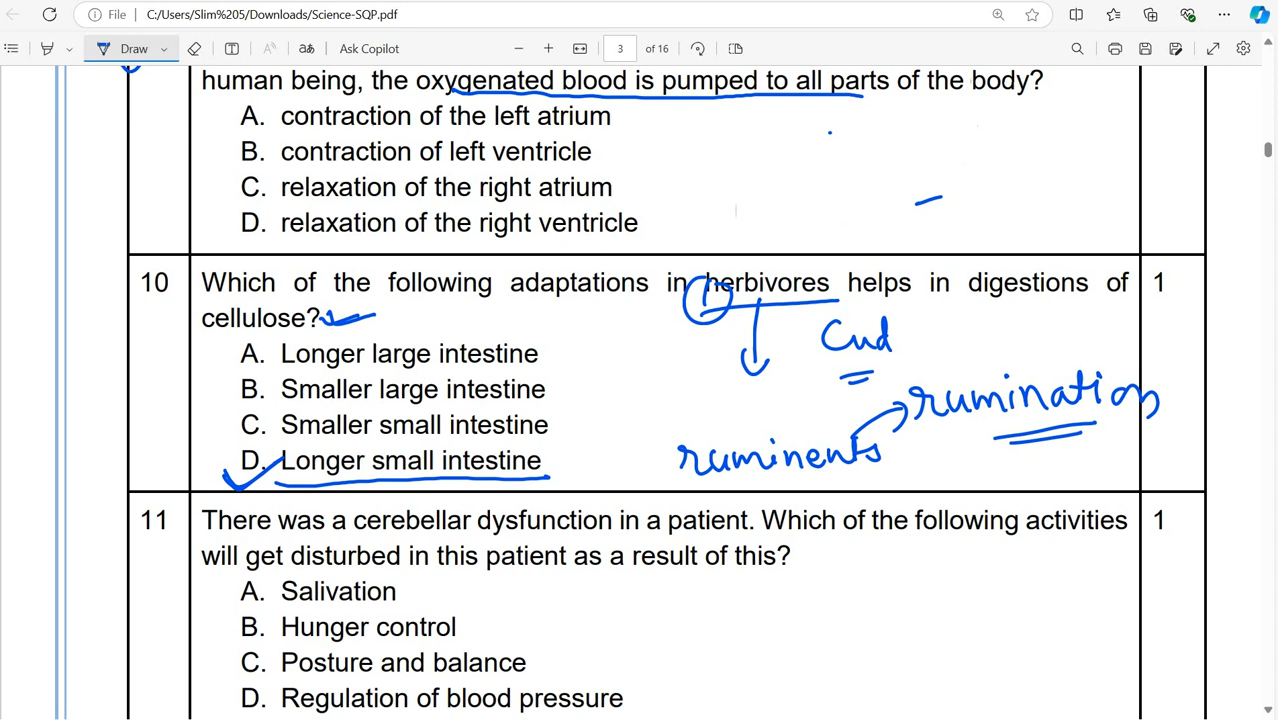 File C:/Users/Slim%205/Downloads/Science-SQP.pdf
Draw Ask Copilot 3 of 16
human being, the oxygenated blood is pumped to all parts of the body?
A. contraction of the left atrium
B. contraction of left ventricle
C. relaxation of the right atrium
D. relaxation of the right ventricle
10 Which of the following adaptations in herbivores helps in digestions of 1
cellulose?
1
Cud
A. Longer large intestine
B. Smaller large intestine
rumination
C. Smaller small intestine
ruminents
D. Longer small intestine
11 There was a cerebellar dysfunction in a patient. Which of the following activities 1
will get disturbed in this patient as a result of this?
A. Salivation
B. Hunger control
C. Posture and balance
D. Regulation of blood pressure